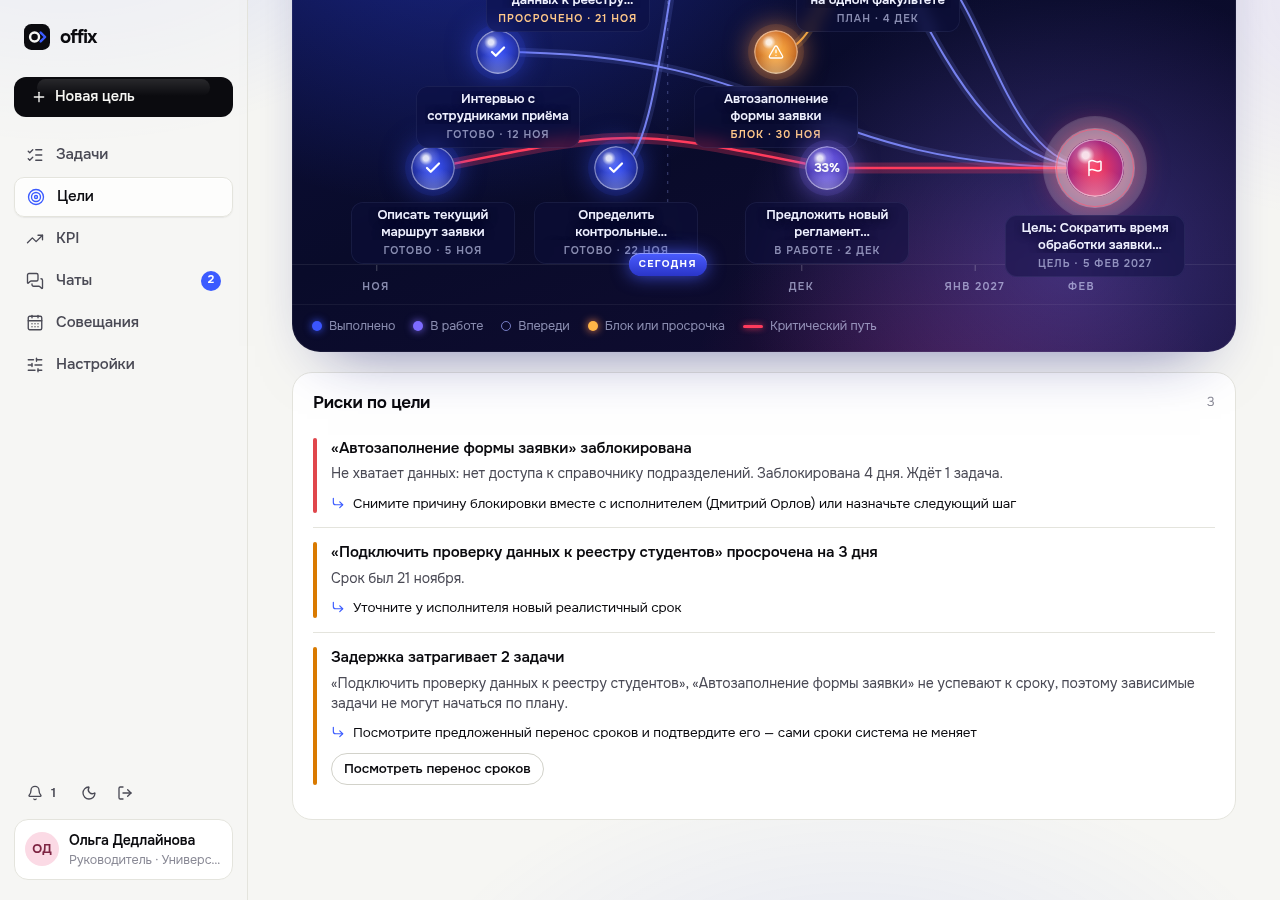 offix
Новая цель
Задачи
Цели
KPI
Чаты
2
Совещания
Настройки
1
ОД
Ольга Дедлайнова
Руководитель · Универс...
данных к реестру...
ПРОСРОЧЕНО · 21 НОЯ
на одном факультете
ПЛАН · 4 ДЕК
Интервью с
сотрудниками приёма
ГОТОВО · 12 НОЯ
Автозаполнение
формы заявки
БЛОК · 30 НОЯ
33%
Описать текущий
маршрут заявки
ГОТОВО · 5 НОЯ
Определить
контрольные...
ГОТОВО · 22 НОЯ
Предложить новый
регламент...
В РАБОТЕ · 2 ДЕК
Цель: Сократить время
обработки заявки...
ЦЕЛЬ · 5 ФЕВ 2027
СЕГОДНЯ
НОЯ
ДЕК
ЯНВ 2027
ФЕВ
Выполнено
В работе
Впереди
Блок или просрочка
Критический путь
Риски по цели
3
«Автозаполнение формы заявки» заблокирована
Не хватает данных: нет доступа к справочнику подразделений. Заблокирована 4 дня. Ждёт 1 задача.
Снимите причину блокировки вместе с исполнителем (Дмитрий Орлов) или назначьте следующий шаг
«Подключить проверку данных к реестру студентов» просрочена на 3 дня
Срок был 21 ноября.
Уточните у исполнителя новый реалистичный срок
Задержка затрагивает 2 задачи
«Подключить проверку данных к реестру студентов», «Автозаполнение формы заявки» не успевают к сроку, поэтому зависимые
задачи не могут начаться по плану.
Посмотрите предложенный перенос сроков и подтвердите его — сами сроки система не меняет
Посмотреть перенос сроков